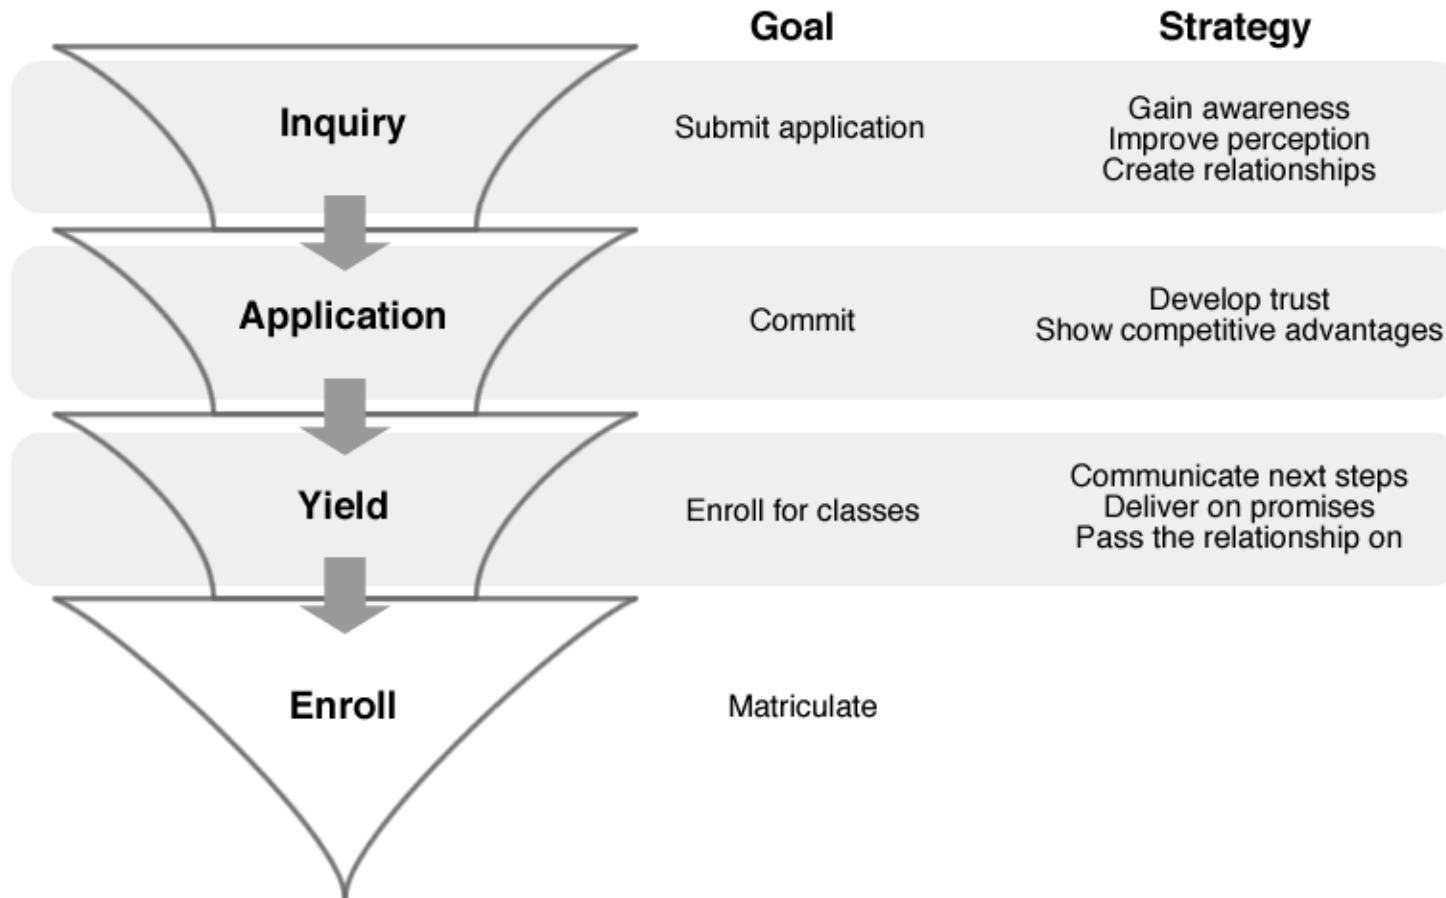 Goal
Strategy
Inquiry
Submit application
Gain awareness
Improve perception
Create relationships
Application
Commit
Develop trust
Show competitive advantages
Yield
Enroll for classes
Communicate next steps
Deliver on promises
Pass the relationship on
Enroll
Matriculate